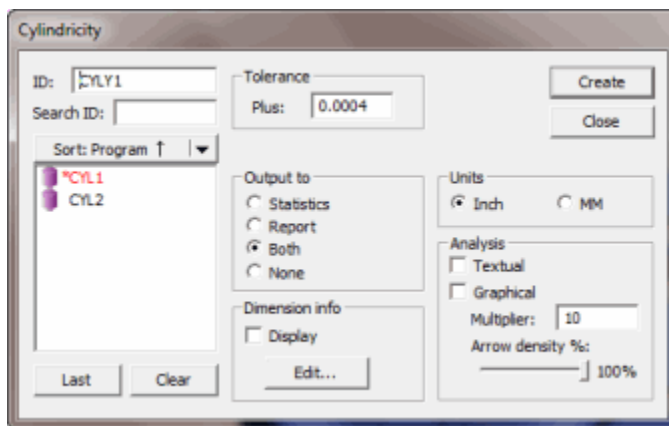 Cylindricity
ID: CYLY1
Search ID:
Sort: Program ↑
*CYL1
CYL2
Last
Clear
Tolerance
Plus: 0.0004
Output to
Statistics
Report
Both
None
Dimension info
Display
Edit...
Create
Close
Units
Inch
MM
Analysis
Textual
Graphical
Multiplier: 10
Arrow density %:
100%